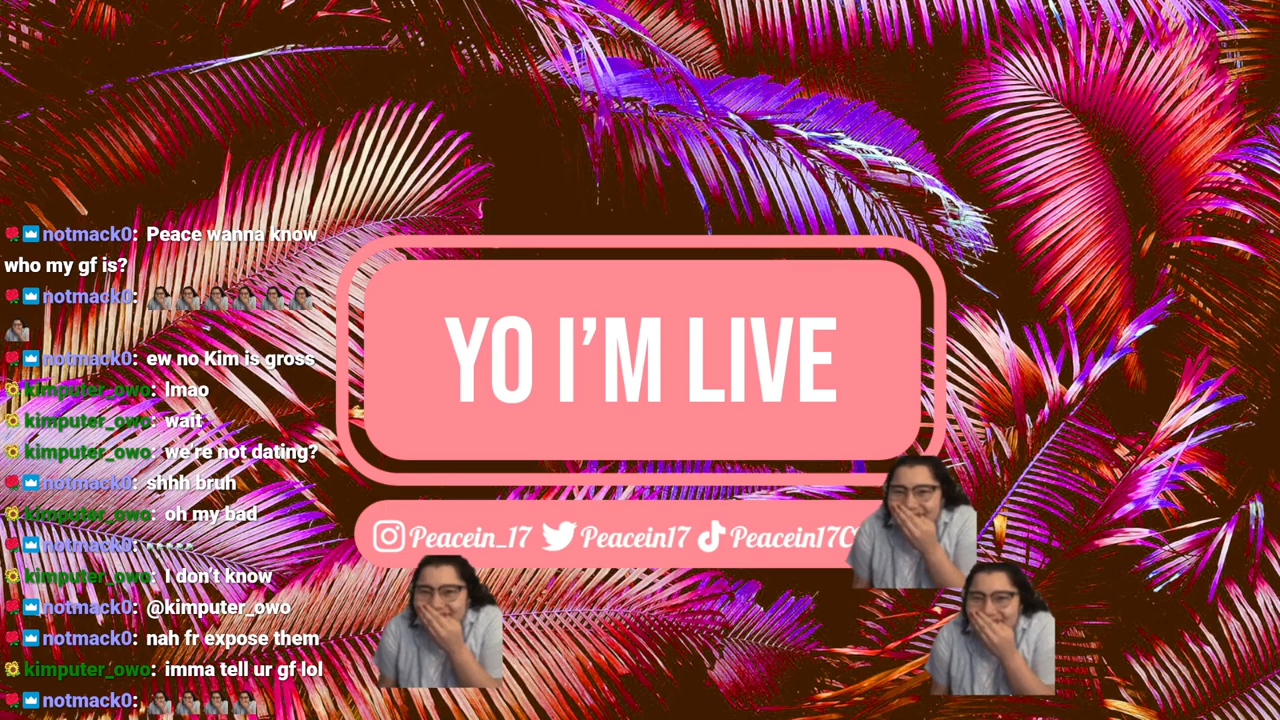 notmack0: Peace wanna know
who my gf is?
notmack0:
notmack0: ew no Kim is gross
kimputer_owo: lmao
kimputer_owo: wait
kimputer_owo: we're not dating?
notmack0: shhh bruh
kimputer_owo: oh my bad
notmack0:
kimputer_owo: I don't know
notmack0: @kimputer_owo
notmack0: nah fr expose them
kimputer_owo: imma tell ur gf lol
notmack0:
YO I'M LIVE
Peacein_17 Peacein17